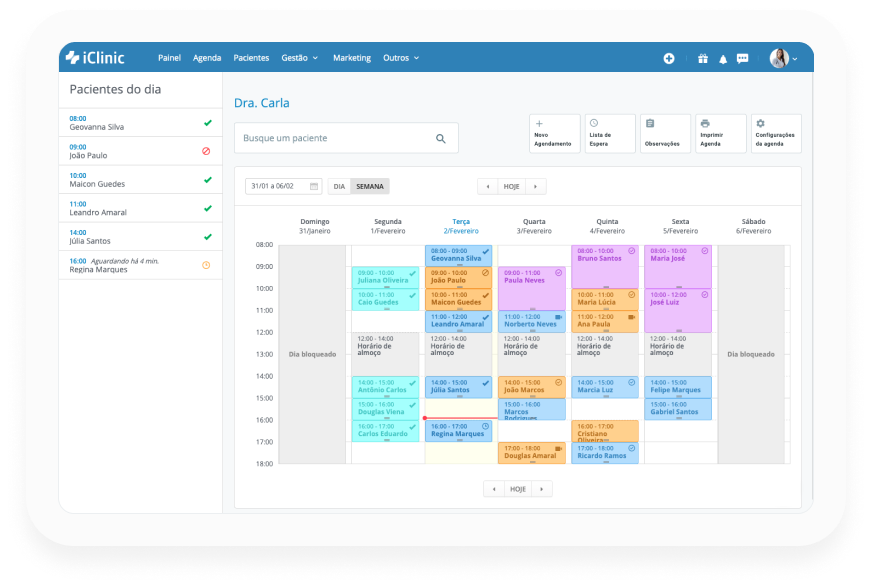 iClinic
Painel Agenda Pacientes Gestão Marketing Outros
Pacientes do dia
08:00
Geovanna Silva
09:00
João Paulo
10:00
Maicon Guedes
11:00
Leandro Amaral
14:00
Júlia Santos
16:00 Aguardando há 4 min.
Regina Marques
Dra. Carla
Busque um paciente
Novo
Agendamento
Lista de
Espera
Observações
Imprimir
Agenda
Configurações
da agenda
31/01 a 06/02
DIA SEMANA
HOJE
Domingo
31/Janeiro
Segunda
1/Fevereiro
Terça
2/Fevereiro
Quarta
3/Fevereiro
Quinta
4/Fevereiro
Sexta
5/Fevereiro
Sábado
6/Fevereiro
08:00
09:00
10:00
11:00
12:00
13:00
14:00
15:00
16:00
17:00
18:00
Dia bloqueado
09:00 - 10:00
Juliana Oliveira
10:00 - 11:00
Caio Guedes
12:00 - 14:00
Horário de
almoço
14:00 - 15:00
Antônio Carlos
15:00 - 16:00
Douglas Viena
16:00 - 17:00
Carlos Eduardo
08:00 - 09:00
Geovanna Silva
09:00 - 10:00
João Paulo
10:00 - 11:00
Maicon Guedes
11:00 - 12:00
Leandro Amaral
12:00 - 14:00
Horário de
almoço
14:00 - 15:00
Júlia Santos
16:00 - 17:00
Regina Marques
09:00 - 11:00
Paula Neves
11:00 - 12:00
Norberto Neves
12:00 - 14:00
Horário de
almoço
14:00 - 15:00
João Marcos
15:00 - 16:00
Marcos
Rodrigues
17:00 - 18:00
Douglas Amaral
08:00 - 10:00
Bruno Santos
10:00 - 11:00
Maria Lúcia
11:00 - 12:00
Ana Paula
12:00 - 14:00
Horário de
almoço
14:00 - 15:00
Marcia Luz
16:00 - 17:00
Cristiano
Oliveira
17:00 - 18:00
Ricardo Ramos
08:00 - 10:00
Maria José
10:00 - 12:00
José Luiz
12:00 - 14:00
Horário de
almoço
14:00 - 15:00
Felipe Marques
15:00 - 16:00
Gabriel Santos
Dia bloqueado
HOJE